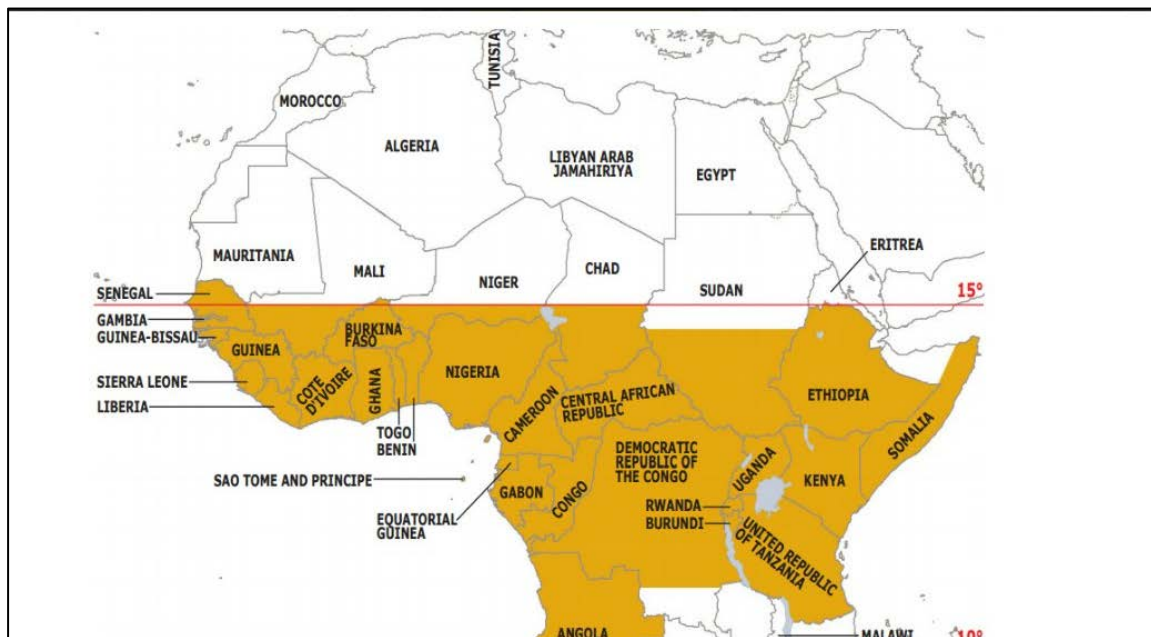 TUNISIA
MOROCCO
ALGERIA
LIBYAN ARAB
JAMAHIRIYA
EGYPT
MAURITANIA
MALI
NIGER
CHAD
SUDAN
ERITREA
SENEGAL
15°
GAMBIA
GUINEA-BISSAU
GUINEA
BURKINA
FASO
NIGERIA
SIERRA LEONE
LIBERIA
COTE
D'IVOIRE
GHANA
TOGO
BENIN
CAMEROON
CENTRAL AFRICAN
REPUBLIC
ETHIOPIA
SOMALIA
DEMOCRATIC
REPUBLIC OF
THE CONGO
UGANDA
KENYA
SAO TOME AND PRINCIPE
GABON
CONGO
RWANDA
BURUNDI
EQUATORIAL
GUINEA
UNITED REPUBLIC
OF TANZANIA
ANGOLA
MALAWI
10°